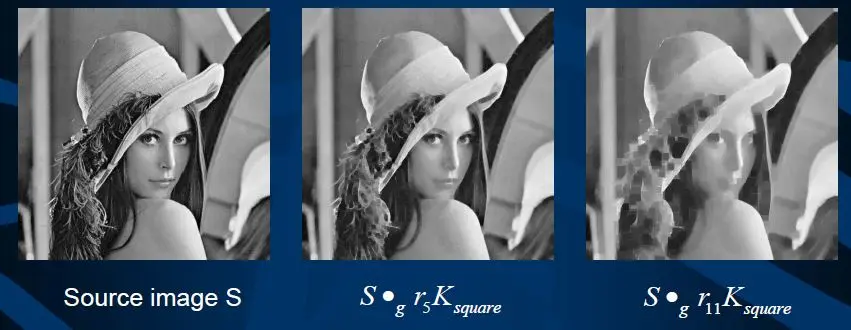 Source image S
S •g r5Ksquare
S •g r11Ksquare